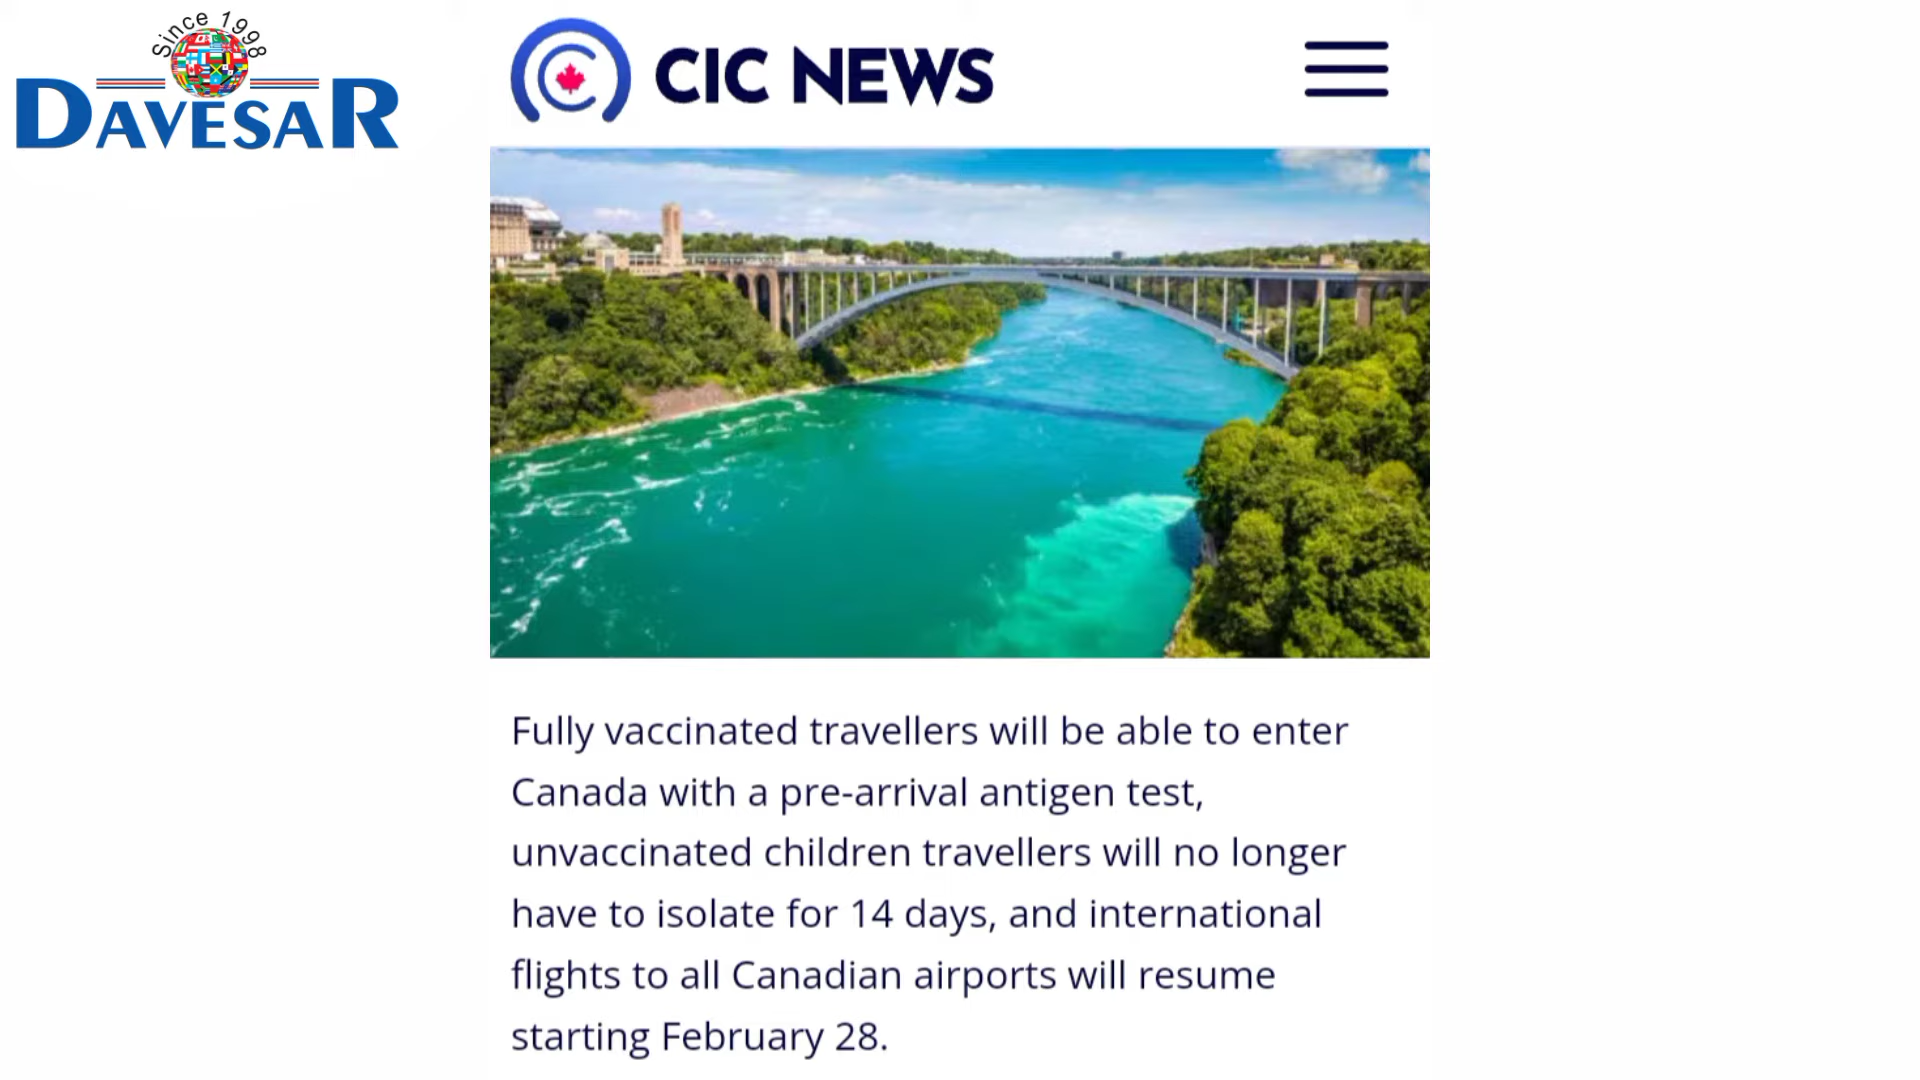 Since 1998
DAVESAR
CIC NEWS
Fully vaccinated travellers will be able to enter
Canada with a pre-arrival antigen test,
unvaccinated children travellers will no longer
have to isolate for 14 days, and international
flights to all Canadian airports will resume
starting February 28.